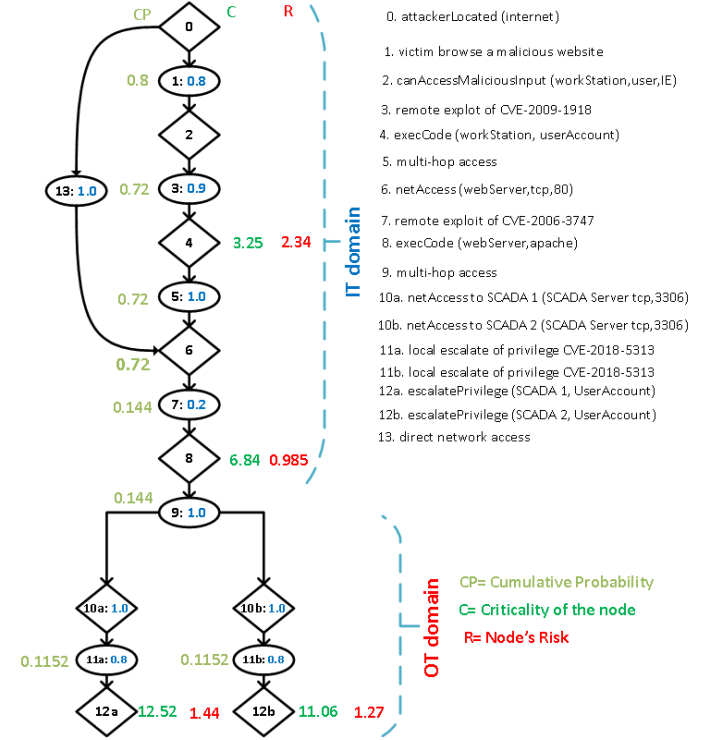 CP
C
R
0
0.8
1: 0.8
2
13: 1.0
0.72
3: 0.9
4
3.25
2.34
0.72
5: 1.0
6
0.72
0.144
7: 0.2
8
6.84
0.985
0.144
9: 1.0
10a: 1.0
10b: 1.0
0.1152
11a: 0.8
0.1152
11b: 0.8
12a
12.52
1.44
12b
11.06
1.27
IT domain
OT domain
0. attackerLocated (internet)
1. victim browse a malicious website
2. canAccessMaliciousInput (workStation,user,IE)
3. remote explot of CVE-2009-1918
4. execCode (workStation, userAccount)
5. multi-hop access
6. netAccess (webServer,tcp,80)
7. remote exploit of CVE-2006-3747
8. execCode (webServer,apache)
9. multi-hop access
10a. netAccess to SCADA 1 (SCADA Server tcp,3306)
10b. netAccess to SCADA 2 (SCADA Server tcp,3306)
11a. local escalate of privilege CVE-2018-5313
11b. local escalate of privilege CVE-2018-5313
12a. escalatePrivilege (SCADA 1, UserAccount)
12b. escalatePrivilege (SCADA 2, UserAccount)
13. direct network access
CP= Cumulative Probability
C= Criticality of the node
R= Node's Risk